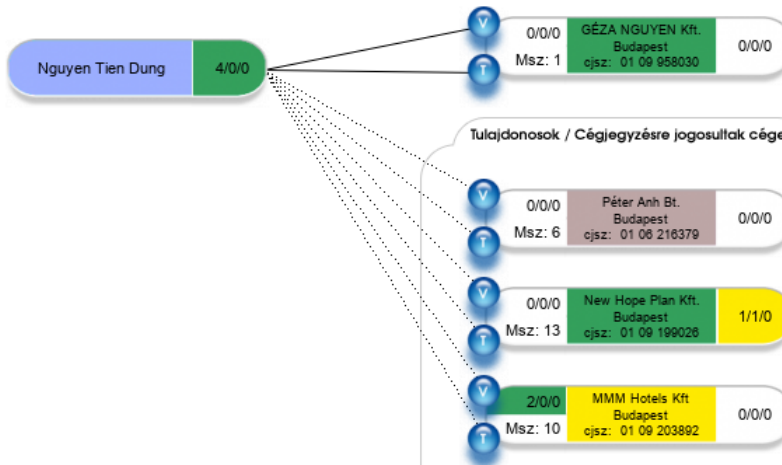 Nguyen Tien Dung
4/0/0
V
T
0/0/0
Msz: 1
GÉZA NGUYEN Kft.
Budapest
cjsz: 01 09 958030
0/0/0
Tulajdonosok / Cégjegyzésre jogosultak cége
V
T
0/0/0
Msz: 6
Péter Anh Bt.
Budapest
cjsz: 01 06 216379
0/0/0
V
T
0/0/0
Msz: 13
New Hope Plan Kft.
Budapest
cjsz: 01 09 199026
1/1/0
V
T
2/0/0
Msz: 10
MMM Hotels Kft
Budapest
cjsz: 01 09 203892
0/0/0